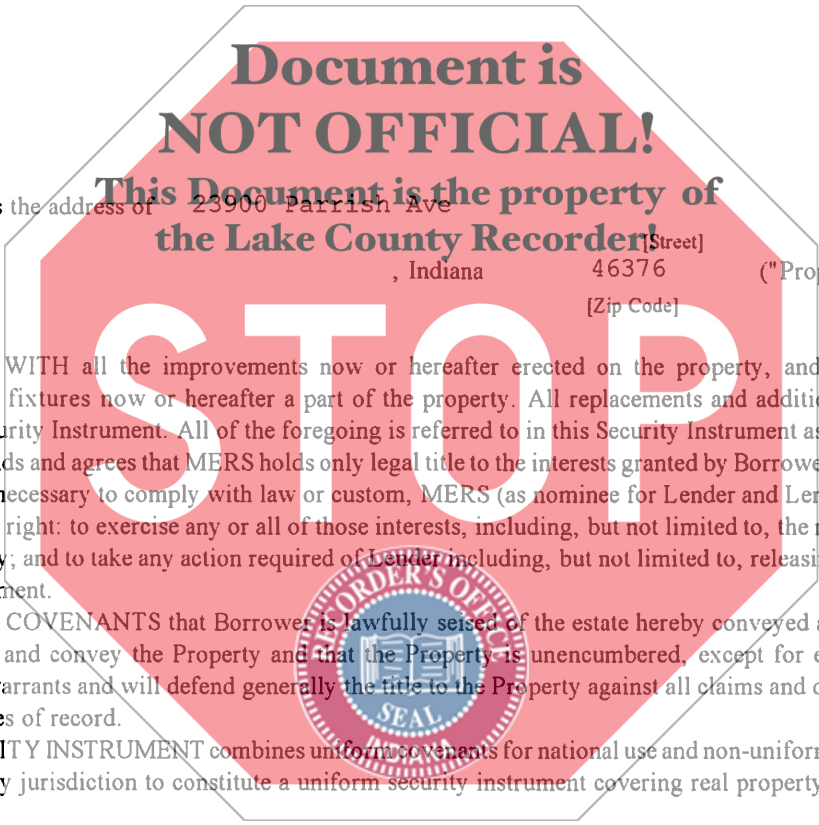 Document is
NOT OFFICIAL!
This Document is the property of
the Lake County Recorder!
the address of 23900 Parrish Ave
[Street]
, Indiana 46376 ("Prop
[Zip Code]
STOP
WITH all the improvements now or hereafter erected on the property, and
fixtures now or hereafter a part of the property. All replacements and additi
urity Instrument. All of the foregoing is referred to in this Security Instrument as
ds and agrees that MERS holds only legal title to the interests granted by Borrowe
necessary to comply with law or custom, MERS (as nominee for Lender and Len
right: to exercise any or all of those interests, including, but not limited to, the
y; and to take any action required of Lender including, but not limited to, releasi
ment.
COVENANTS that Borrower is lawfully seised of the estate hereby conveyed a
and convey the Property and that the Property is unencumbered, except for e
arrants and will defend generally the title to the Property against all claims and d
es of record.
ITY INSTRUMENT combines uniform covenants for national use and non-uniform
y jurisdiction to constitute a uniform security instrument covering real property
RECORDER'S OFFICE
SEAL